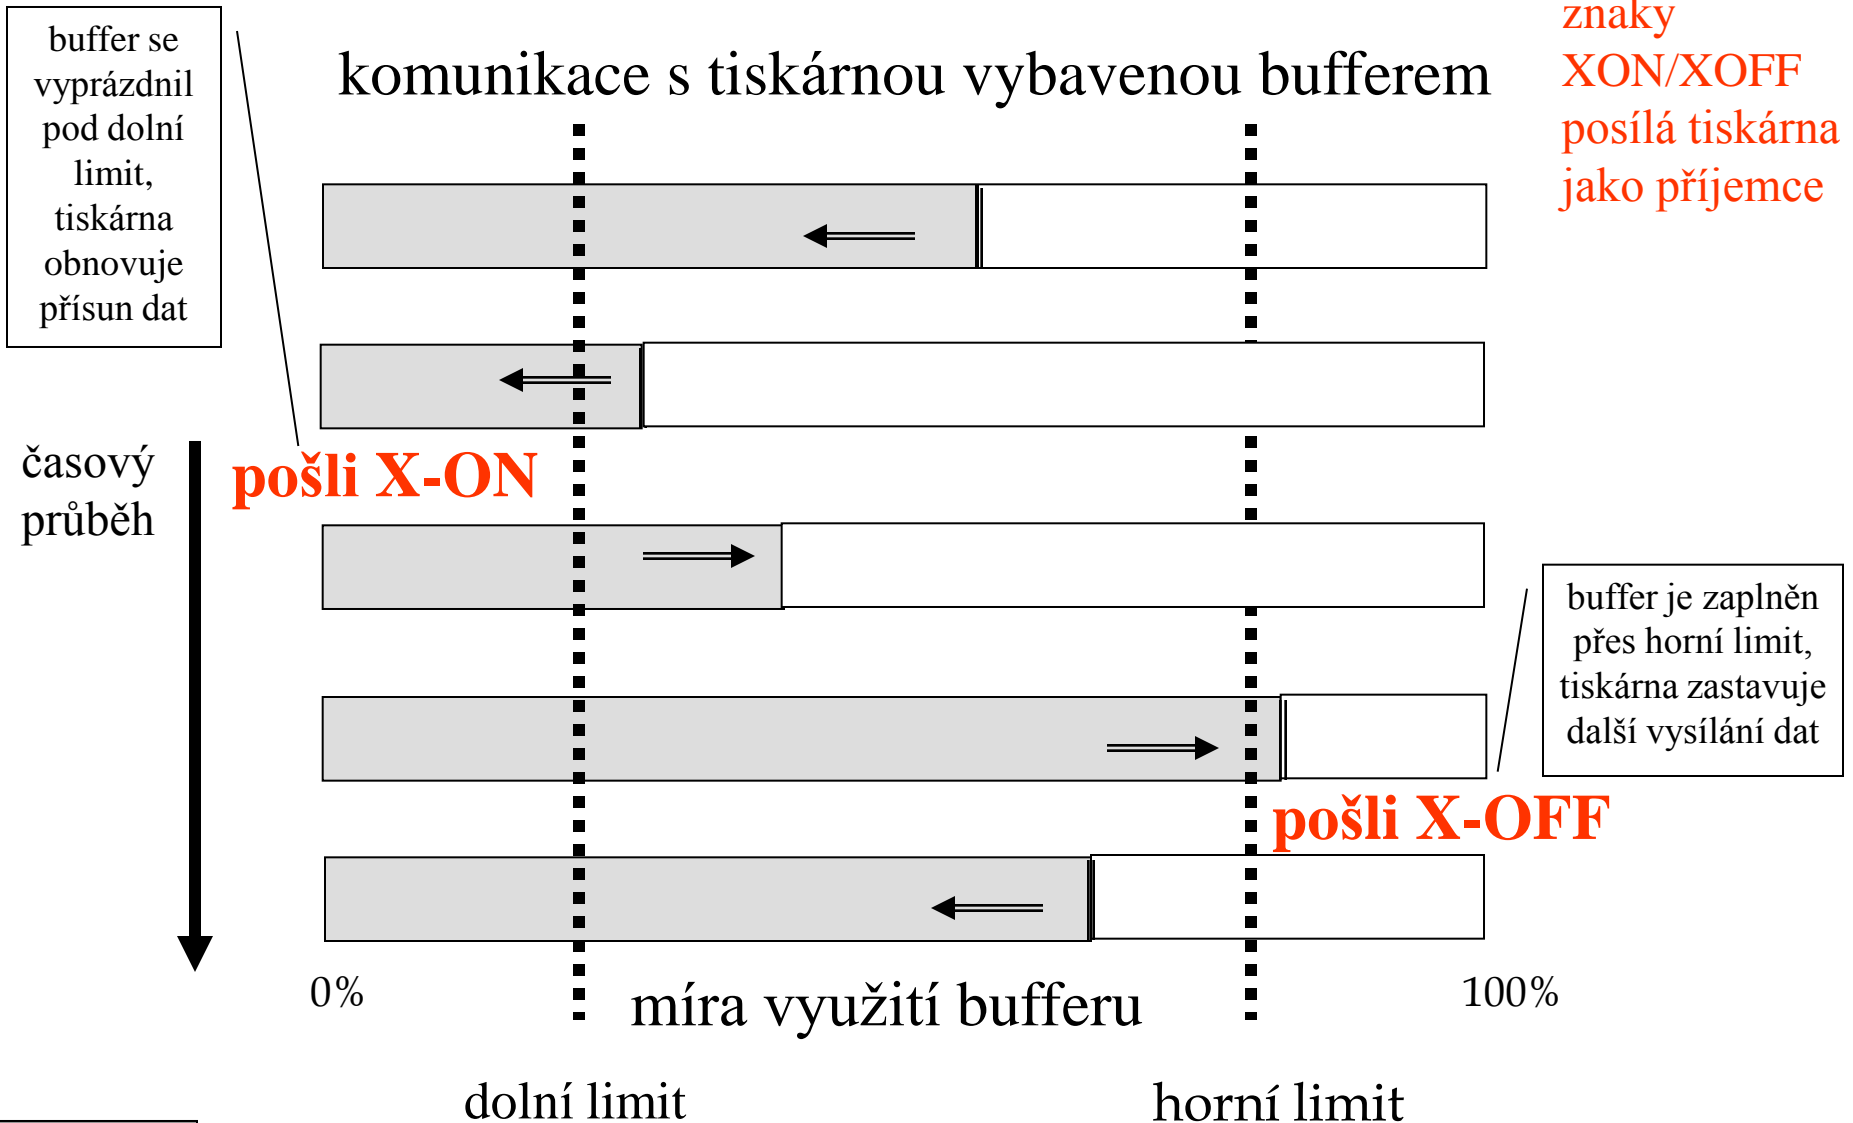 buffer se
vyprázdnil
pod dolní
limit,
tiskárna
obnovuje
přísun dat
komunikace s tiskárnou vybavenou bufferem
znaky
XON/XOFF
posílá tiskárna
jako příjemce
časový
průběh
pošli X-ON
buffer je zaplněn
přes horní limit,
tiskárna zastavuje
další vysílání dat
pošli X-OFF
0%
míra využití bufferu
100%
dolní limit
horní limit